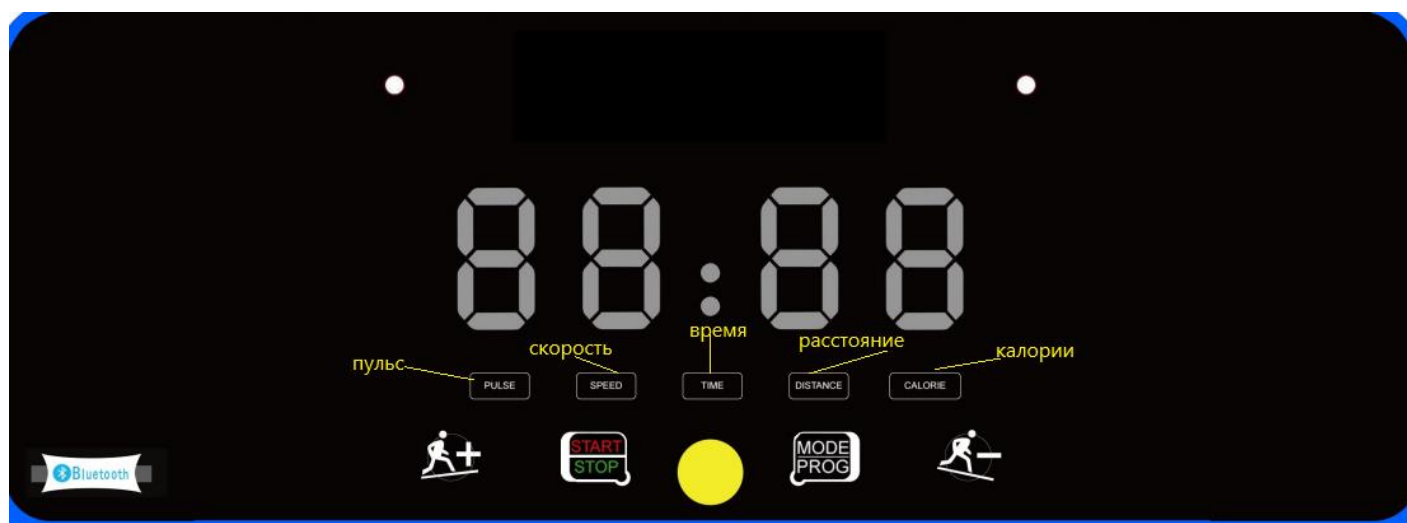 88:88
время
скорость
расстояние
калории
пульс
PULSE
SPEED
TIME
DISTANCE
CALORIE
START
STOP
MODE
PROG
Bluetooth